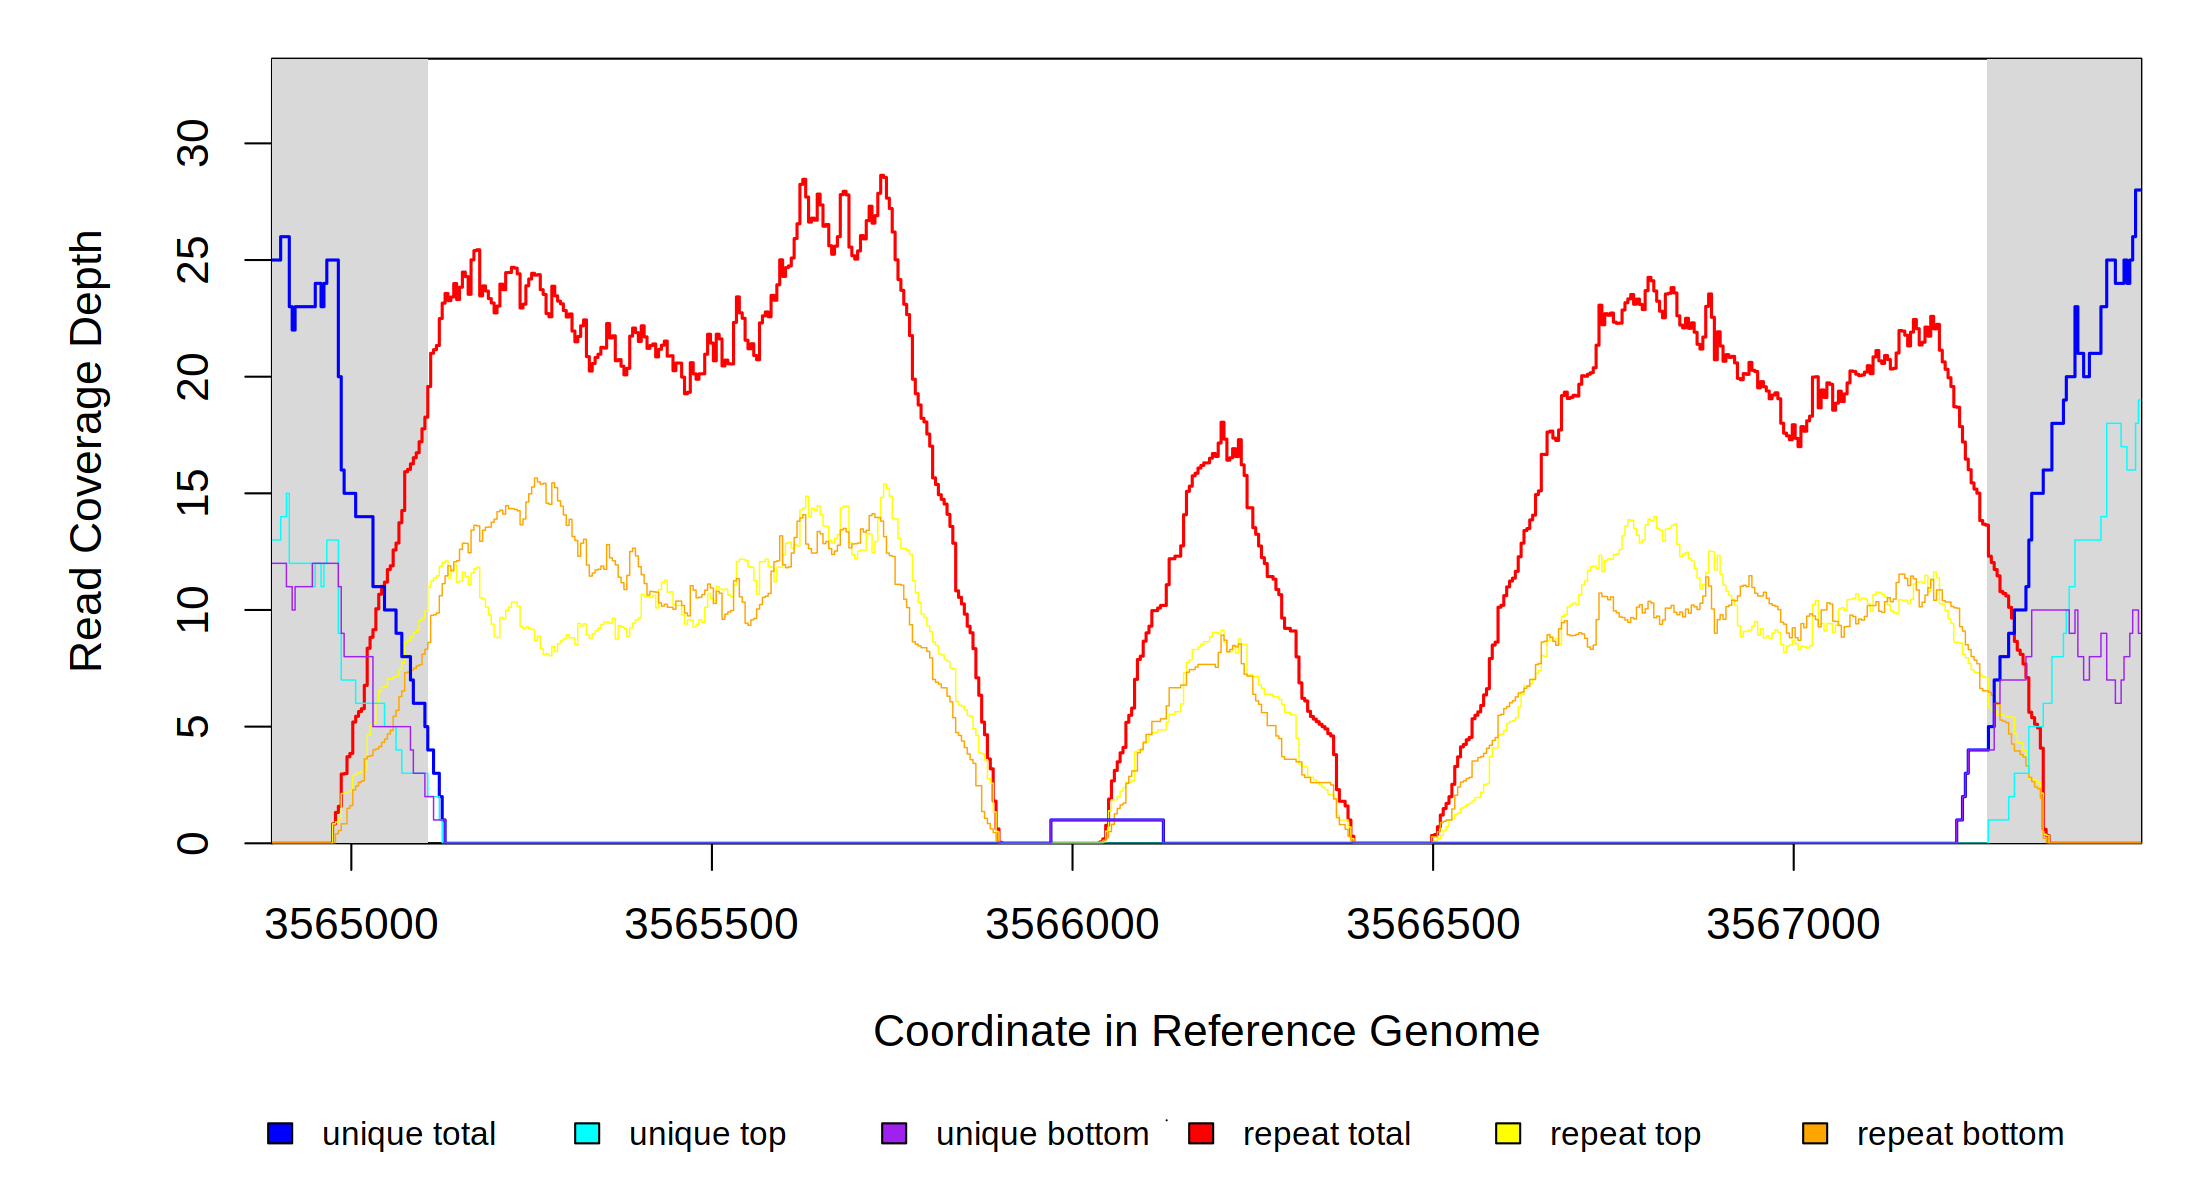 Read Coverage Depth
30
25
20
15
10
5
0
3565000 3565500 3566000 3566500 3567000
Coordinate in Reference Genome
unique total unique top unique bottom repeat total repeat top repeat bottom